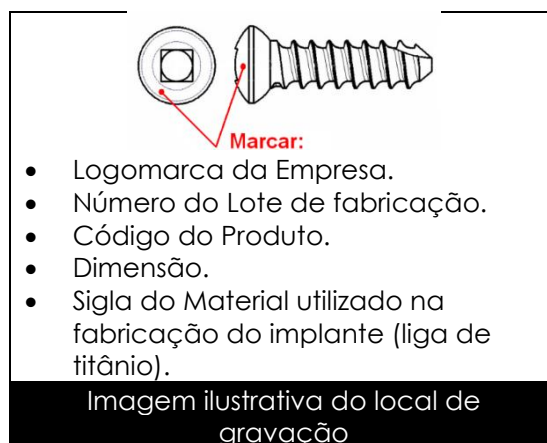 Marcar:
• Logomarca da Empresa.
• Número do Lote de fabricação.
• Código do Produto.
• Dimensão.
• Sigla do Material utilizado na
fabricação do implante (liga de
titânio).
Imagem ilustrativa do local de
gravação